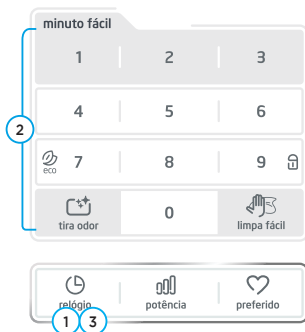 minuto fácil
1 2 3
2
4 5 6
eco 7 8 9
tira odor 0 limpa fácil
relógio potência preferido
1 3